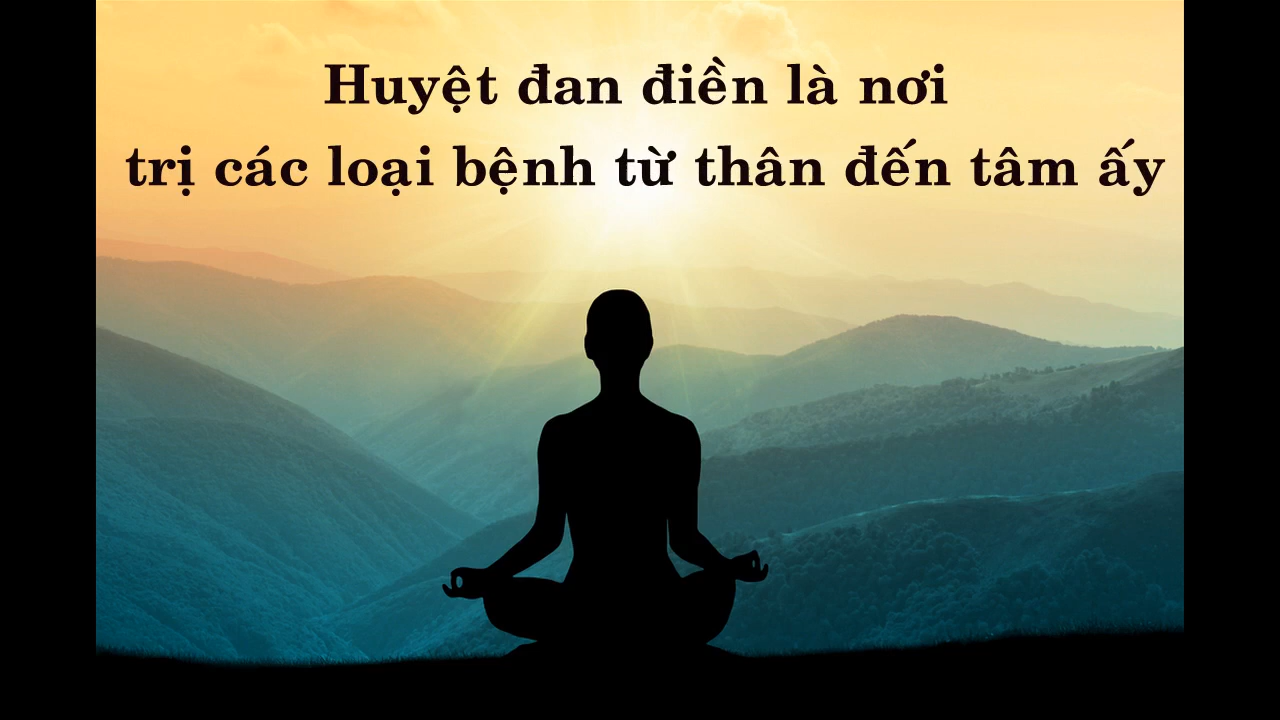 Huyệt đan điền là nơi
trị các loại bệnh từ thân đến tâm ấy